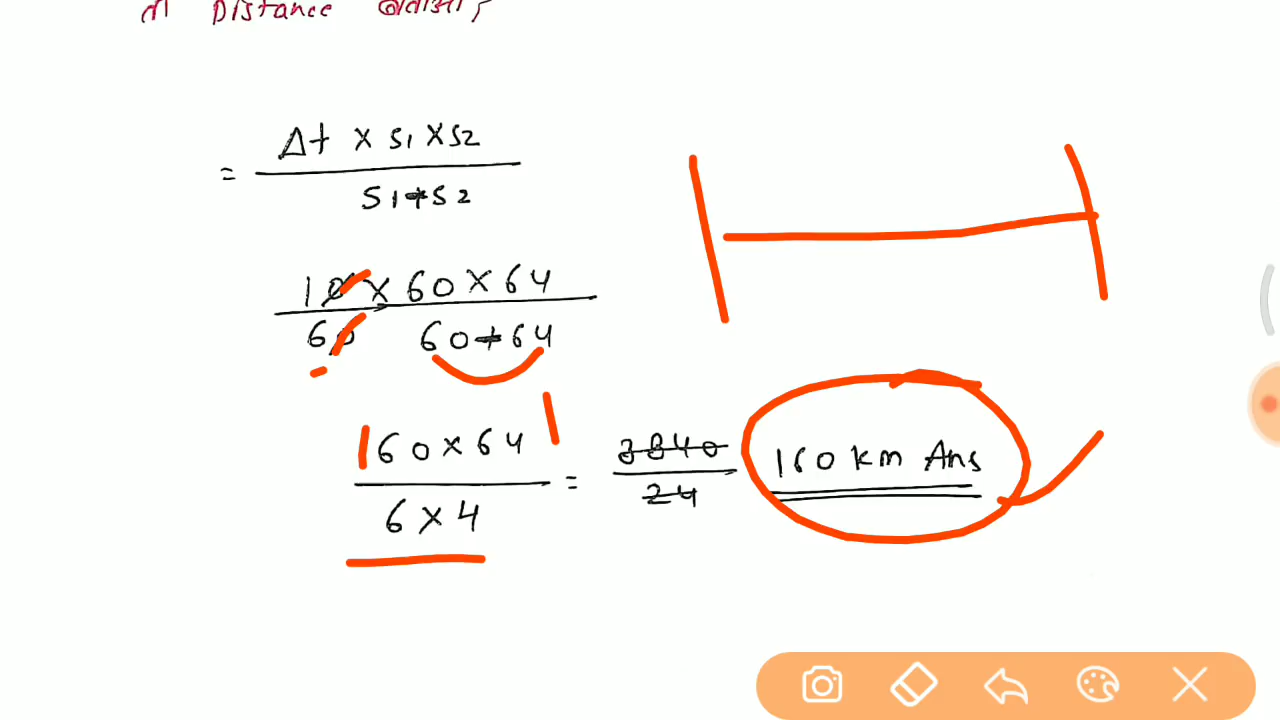 तो Distance बताओ,
Δt × S1 × S2
=
S1+S2
10 × 60 × 64
60 60+64
60 × 64
= 3840
6 × 4
24
160 km Ans